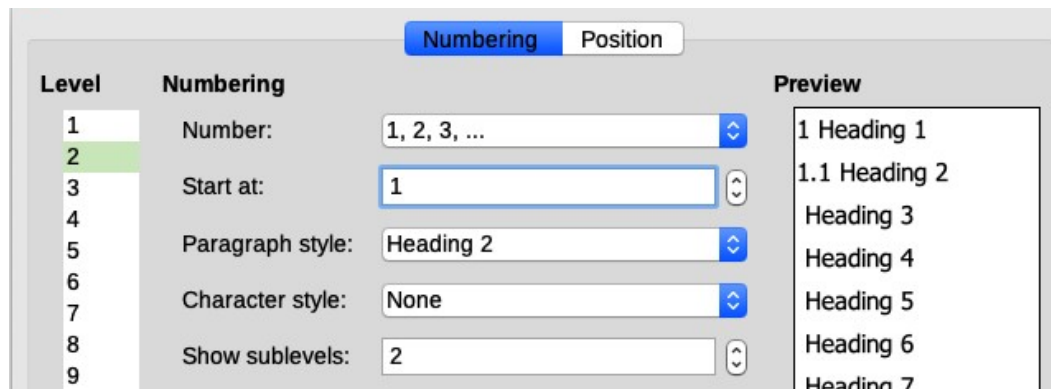 Numbering Position
Level Numbering Preview
1 Number: 1, 2, 3, ... 1 Heading 1
2 1.1 Heading 2
3 Start at: 1 Heading 3
4 Heading 4
5 Paragraph style: Heading 2 Heading 5
6 Heading 6
7 Character style: None Heading 7
8 Show sublevels: 2
9